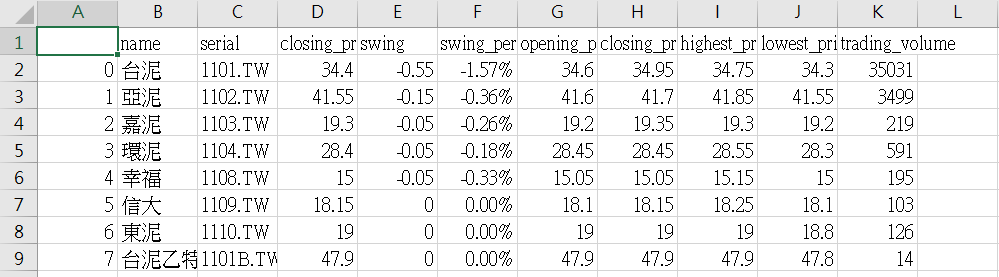 A B C D E F G H I J K L
1 name serial closing_pr swing swing_per opening_p closing_pr highest_pr lowest_pri trading_volume
2 0 台泥 1101.TW 34.4 -0.55 -1.57% 34.6 34.95 34.75 34.3 35031
3 1 亞泥 1102.TW 41.55 -0.15 -0.36% 41.6 41.7 41.85 41.55 3499
4 2 嘉泥 1103.TW 19.3 -0.05 -0.26% 19.2 19.35 19.3 19.2 219
5 3 環泥 1104.TW 28.4 -0.05 -0.18% 28.45 28.45 28.55 28.3 591
6 4 幸福 1108.TW 15 -0.05 -0.33% 15.05 15.05 15.15 15 195
7 5 信大 1109.TW 18.15 0 0.00% 18.1 18.15 18.25 18.1 103
8 6 東泥 1110.TW 19 0 0.00% 19 19 19 18.8 126
9 7 台泥乙特 1101B.TW 47.9 0 0.00% 47.9 47.9 47.9 47.8 14